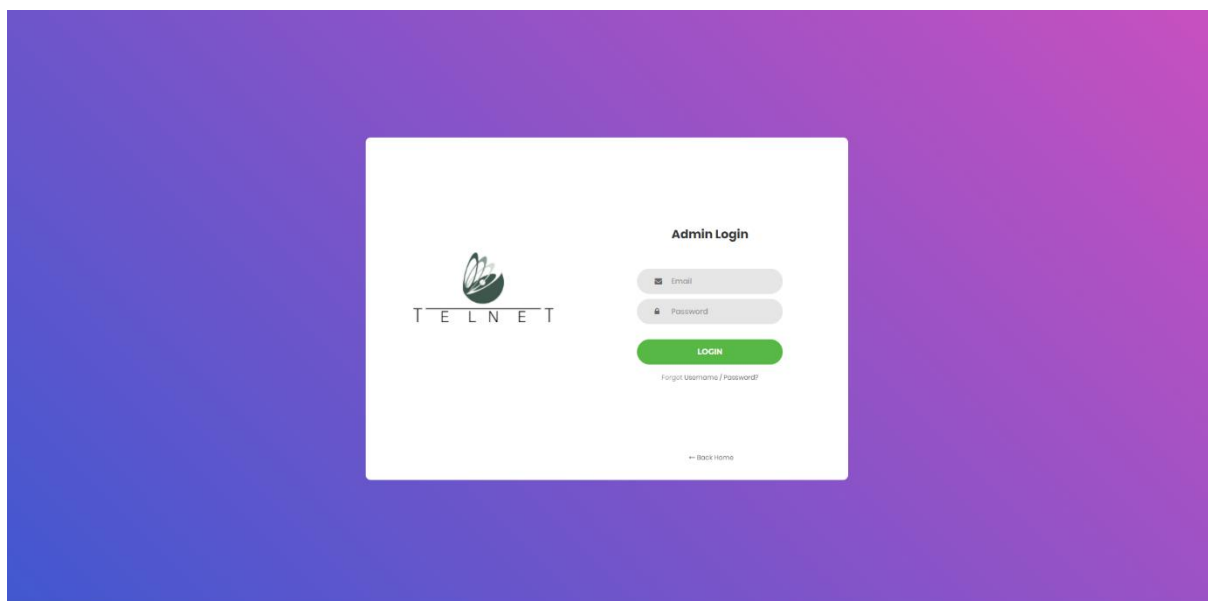 TELNET
Admin Login
Email
Password
LOGIN
Forgot Username / Password?
← Back Home